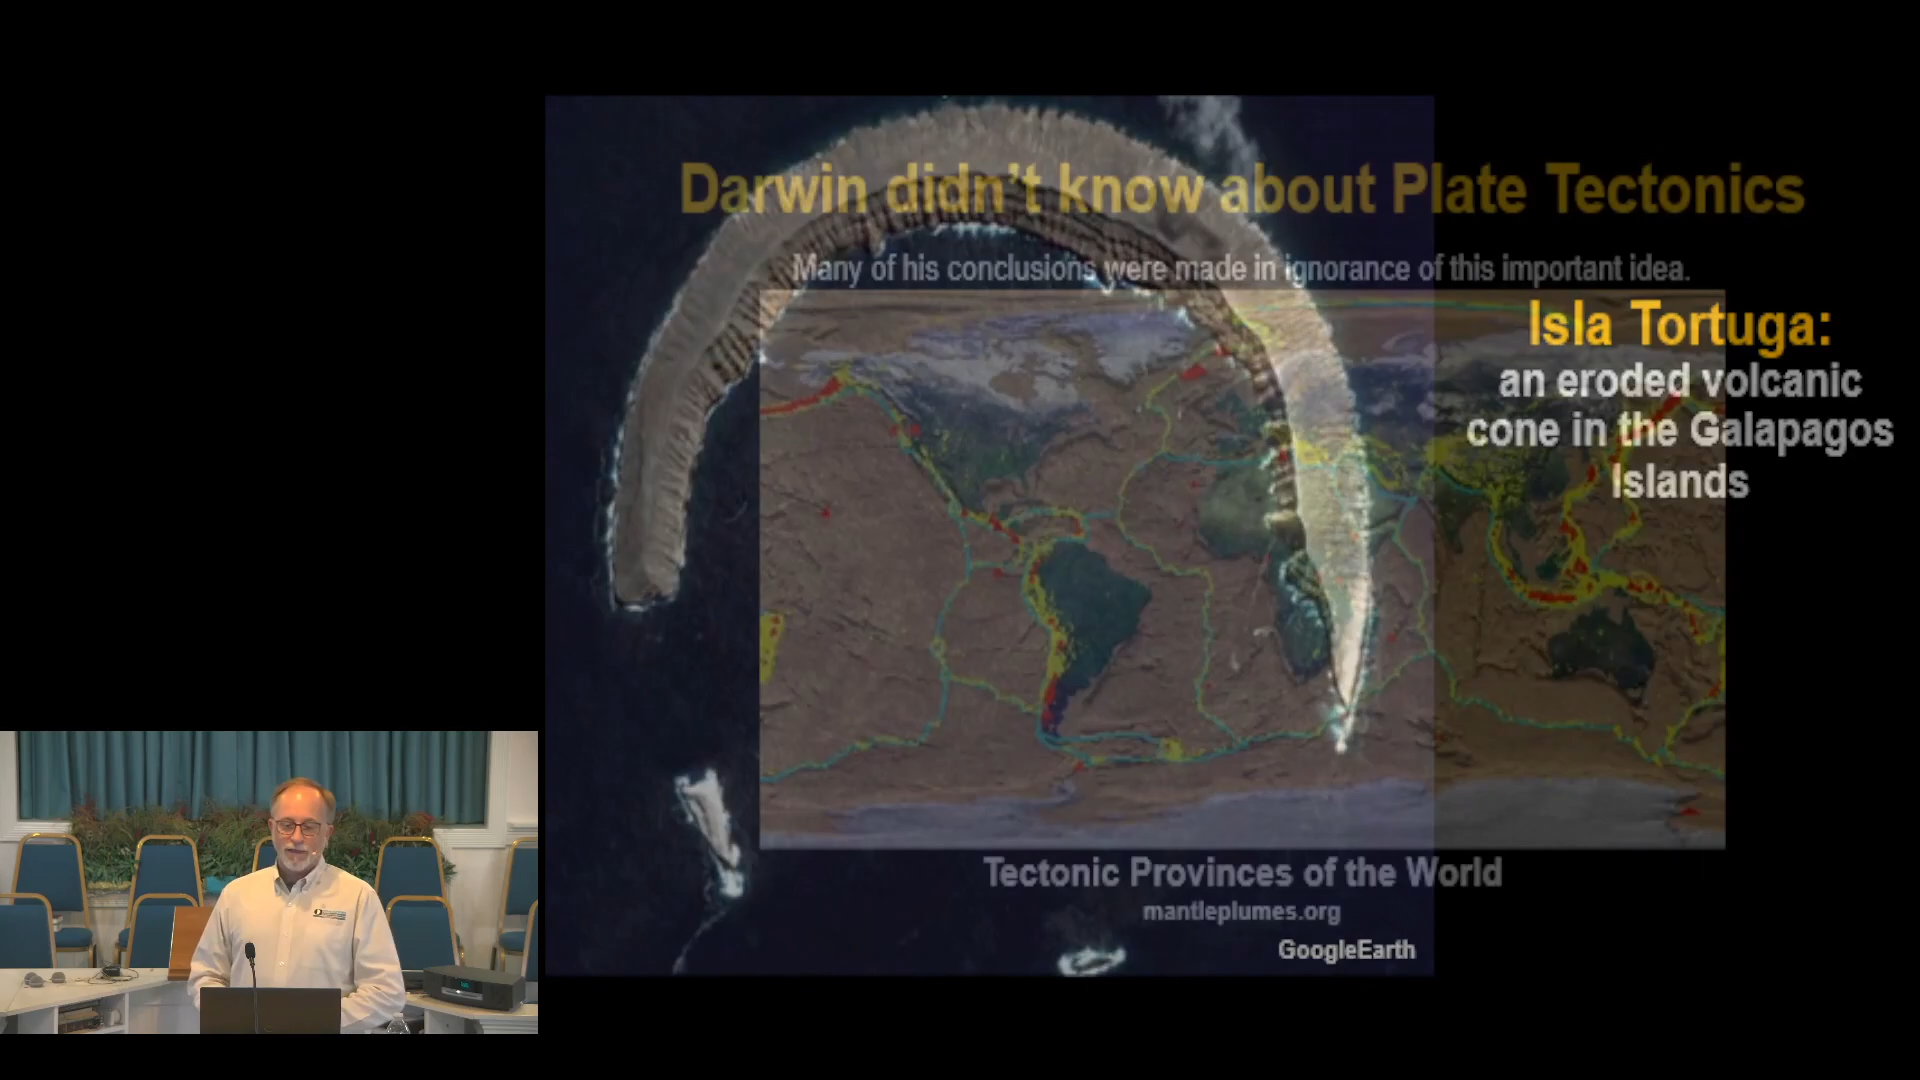 Darwin didn't know about Plate Tectonics
Many of his conclusions were made in ignorance of this important idea.
Isla Tortuga:
an eroded volcanic
cone in the Galapagos
Islands
Tectonic Provinces of the World
mantleplumes.org
GoogleEarth